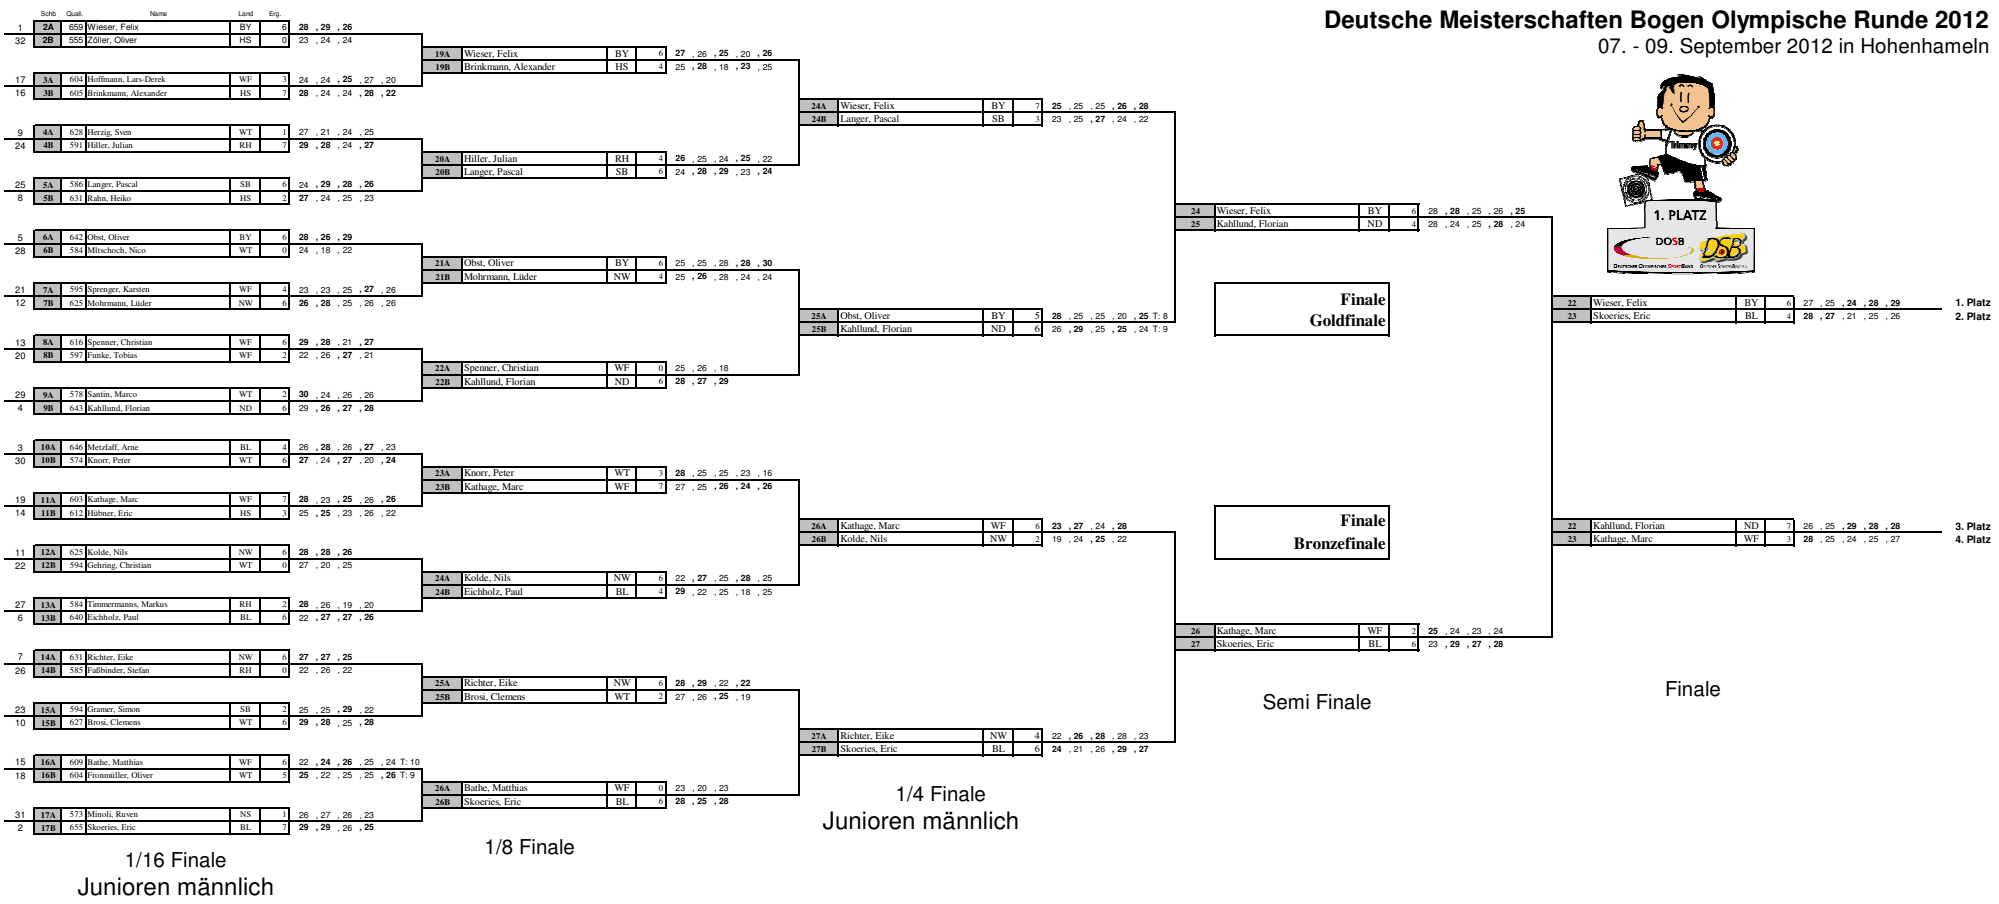 Deutsche Meisterschaften Bogen Olympische Runde 2012
07. - 09. September 2012 in Hohenhameln
Schb Quali. Name Land Erg.
1 2A 659 Wieser, Felix BY 6 28 , 29 , 26
32 2B 555 Zöller, Oliver HS 0 23 , 24 , 24
17 3A 604 Hoffmann, Lars-Derek WF 3 24 , 24 , 25 , 27 , 20
16 3B 605 Brinkmann, Alexander HS 7 28 , 24 , 24 , 28 , 22
9 4A 628 Herzig, Sven WT 1 27 , 21 , 24 , 25
24 4B 591 Hiller, Julian RH 7 29 , 28 , 24 , 27
25 5A 586 Langer, Pascal SB 6 24 , 29 , 28 , 26
8 5B 631 Rahn, Heiko HS 2 27 , 24 , 25 , 23
5 6A 642 Obst, Oliver BY 6 28 , 26 , 29
28 6B 584 MItschoch, Nico WT 0 24 , 18 , 22
21 7A 595 Sprenger, Karsten WF 4 23 , 23 , 25 , 27 , 26
12 7B 625 Mohrmann, Lüder NW 6 26 , 28 , 25 , 26 , 26
13 8A 616 Spenner, Christian WF 6 29 , 28 , 21 , 27
20 8B 597 Funke, Tobias WF 2 22 , 26 , 27 , 21
29 9A 578 Santin, Marco WT 2 30 , 24 , 26 , 26
4 9B 643 Kahllund, Florian ND 6 29 , 26 , 27 , 28
3 10A 646 Metzlaff, Arne BL 4 26 , 28 , 26 , 27 , 23
30 10B 574 Knorr, Peter WT 6 27 , 24 , 27 , 20 , 24
19 11A 603 Kathage, Marc WF 7 28 , 23 , 25 , 26 , 26
14 11B 612 Hübner, Eric HS 3 25 , 25 , 23 , 26 , 22
11 12A 625 Kolde, Nils NW 6 28 , 28 , 26
22 12B 594 Gehring, Christian WT 0 27 , 20 , 25
27 13A 584 Timmermanns, Markus RH 2 28 , 26 , 19 , 20
6 13B 640 Eichholz, Paul BL 6 22 , 27 , 27 , 26
7 14A 631 Richter, Eike NW 6 27 , 27 , 25
26 14B 585 Faßbinder, Stefan RH 0 22 , 26 , 22
23 15A 594 Gramer, Simon SB 2 25 , 25 , 29 , 22
10 15B 627 Brosi, Clemens WT 6 29 , 28 , 25 , 28
15 16A 609 Bathe, Matthias WF 6 22 , 24 , 26 , 25 , 24 T: 10
18 16B 604 Fronmüller, Oliver WT 5 25 , 22 , 25 , 25 , 26 T: 9
31 17A 573 Minoli, Ruven NS 1 26 , 27 , 26 , 23
2 17B 655 Skoeries, Eric BL 7 29 , 29 , 26 , 25
1/16 Finale
Junioren männlich
19A Wieser, Felix BY 6 27 , 26 , 25 , 20 , 26
19B Brinkmann, Alexander HS 4 25 , 28 , 18 , 23 , 25
20A Hiller, Julian RH 4 26 , 25 , 24 , 25 , 22
20B Langer, Pascal SB 6 24 , 28 , 29 , 23 , 24
21A Obst, Oliver BY 6 25 , 25 , 28 , 28 , 30
21B Mohrmann, Lüder NW 4 25 , 26 , 28 , 24 , 24
22A Spenner, Christian WF 0 25 , 26 , 18
22B Kahllund, Florian ND 6 28 , 27 , 29
23A Knorr, Peter WT 3 28 , 25 , 25 , 23 , 16
23B Kathage, Marc WF 7 27 , 25 , 26 , 24 , 26
24A Kolde, Nils NW 6 22 , 27 , 25 , 28 , 25
24B Eichholz, Paul BL 4 29 , 22 , 25 , 18 , 25
25A Richter, Eike NW 6 28 , 29 , 22 , 22
25B Brosi, Clemens WT 2 27 , 26 , 25 , 19
26A Bathe, Matthias WF 0 23 , 20 , 23
26B Skoeries, Eric BL 6 28 , 25 , 28
1/8 Finale
24A Wieser, Felix BY 7 25 , 25 , 25 , 26 , 28
24B Langer, Pascal SB 3 23 , 25 , 27 , 24 , 22
25A Obst, Oliver BY 5 28 , 25 , 25 , 20 , 25 T: 8
25B Kahllund, Florian ND 6 26 , 29 , 25 , 25 , 24 T: 9
26A Kathage, Marc WF 6 23 , 27 , 24 , 28
26B Kolde, Nils NW 2 19 , 24 , 25 , 22
27A Richter, Eike NW 4 22 , 26 , 28 , 28 , 23
27B Skoeries, Eric BL 6 24 , 21 , 26 , 29 , 27
1/4 Finale
Junioren männlich
24 Wieser, Felix BY 6 28 , 28 , 25 , 26 , 25
25 Kahllund, Florian ND 4 28 , 24 , 25 , 28 , 24
Finale
Goldfinale
Finale
Bronzefinale
26 Kathage, Marc WF 2 25 , 24 , 23 , 24
27 Skoeries, Eric BL 6 23 , 29 , 27 , 28
Semi Finale
Trimmy
1. PLATZ
DOSB
DSB
DEUTSCHER OLYMPISCHER SPORTBUND
22 Wieser, Felix BY 6 27 , 25 , 24 , 28 , 29 1. Platz
23 Skoeries, Eric BL 4 28 , 27 , 21 , 25 , 26 2. Platz
22 Kahllund, Florian ND 7 26 , 25 , 29 , 28 , 28 3. Platz
23 Kathage, Marc WF 3 28 , 25 , 24 , 25 , 27 4. Platz
Finale